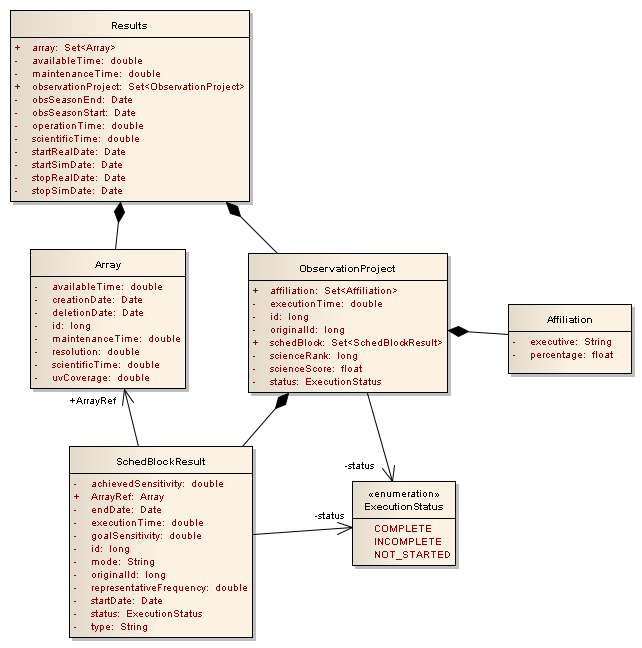 Results
+ array: Set<Array>
- availableTime: double
- maintenanceTime: double
+ observationProject: Set<ObservationProject>
- obsSeasonEnd: Date
- obsSeasonStart: Date
- operationTime: double
- scientificTime: double
- startRealDate: Date
- startSimDate: Date
- stopRealDate: Date
- stopSimDate: Date
Array
- availableTime: double
- creationDate: Date
- deletionDate: Date
- id: long
- maintenanceTime: double
- resolution: double
- scientificTime: double
- uvCoverage: double
ObservationProject
+ affiliation: Set<Affiliation>
- executionTime: double
- id: long
- originalId: long
+ schedBlock: Set<SchedBlockResult>
- scienceRank: long
- scienceScore: float
- status: ExecutionStatus
Affiliation
- executive: String
- percentage: float
+ArrayRef
SchedBlockResult
- achievedSensitivity: double
+ ArrayRef: Array
- endDate: Date
- executionTime: double
- goalSensitivity: double
- id: long
- mode: String
- originalId: long
- representativeFrequency: double
- startDate: Date
- status: ExecutionStatus
- type: String
-status
-status
«enumeration»
ExecutionStatus
COMPLETE
INCOMPLETE
NOT_STARTED